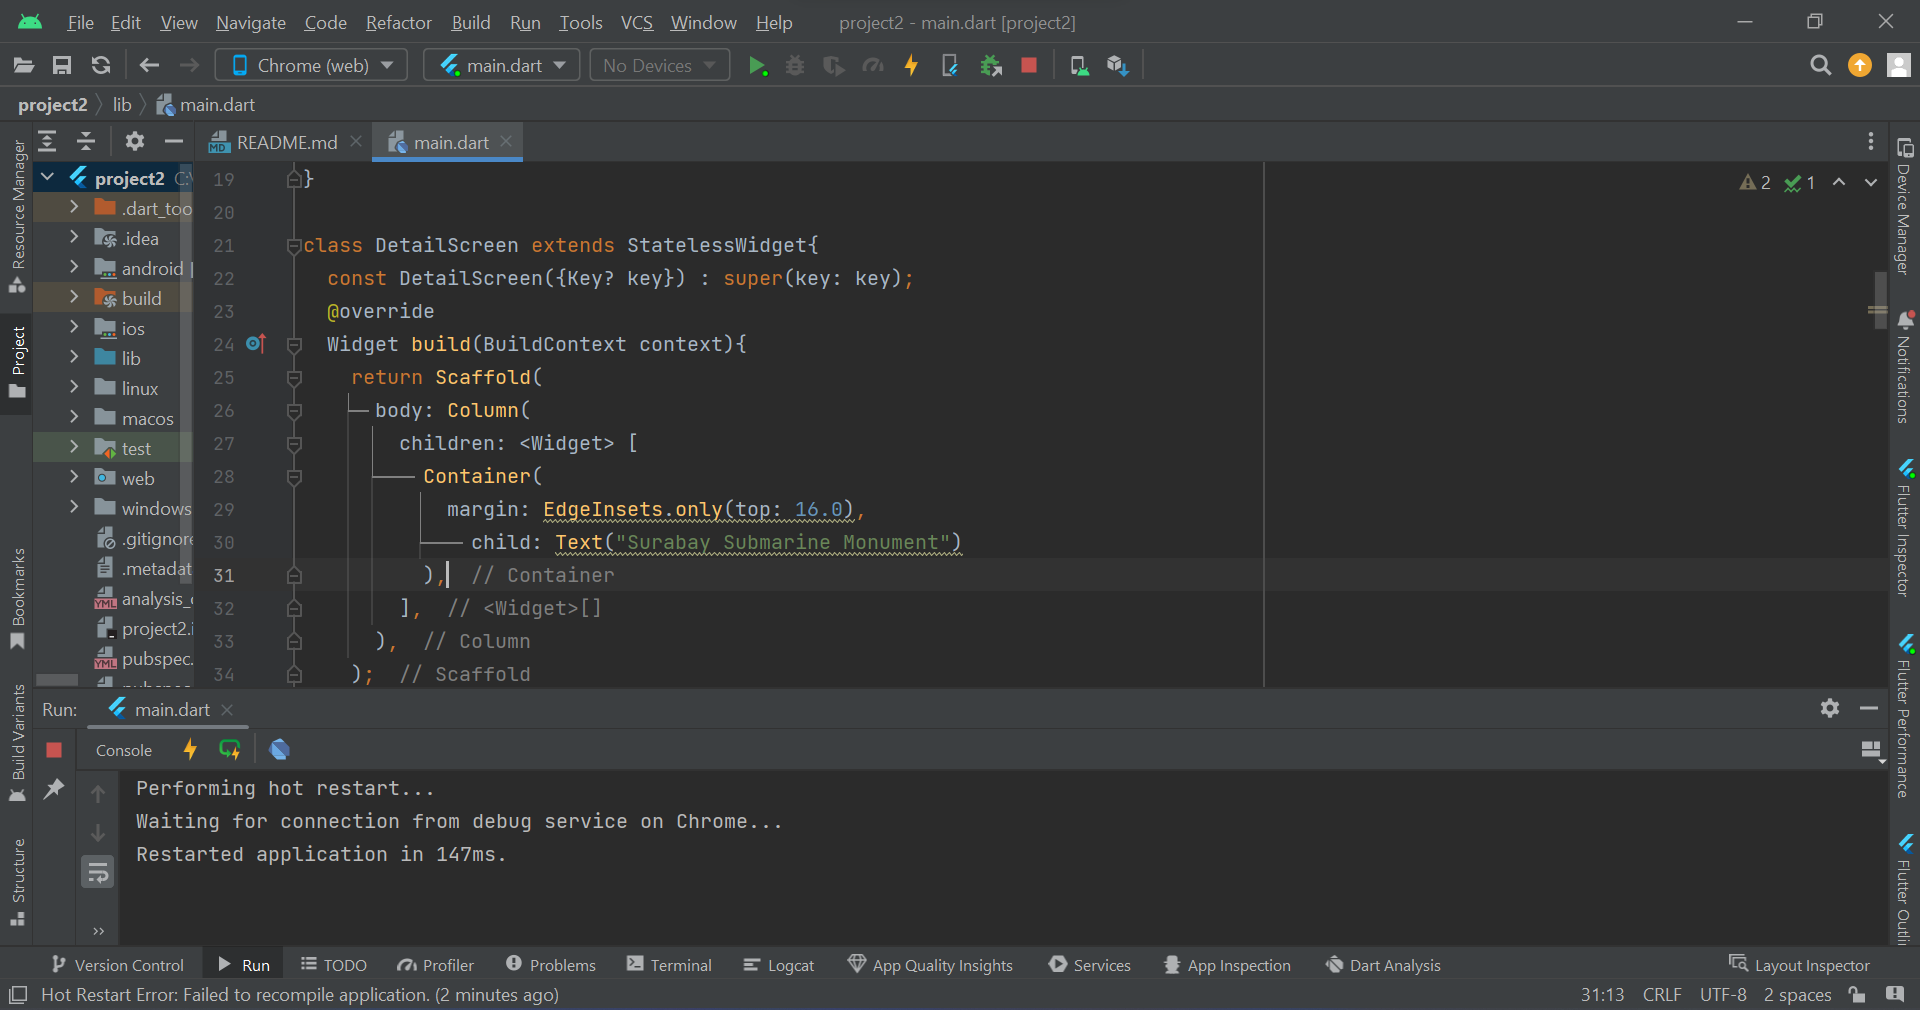 File Edit View Navigate Code Refactor Build Run Tools VCS Window Help project2 - main.dart [project2]
Chrome (web) main.dart No Devices
project2 lib main.dart
README.md main.dart
Resource Manager
Project
Bookmarks
Build Variants
Structure
project2 C:\
.dart_too
.idea
android [
build
ios
lib
linux
macos
test
web
windows
.gitignore
.metadat
analysis_o
project2.i
pubspec.
2 1
19 }
20
21 class DetailScreen extends StatelessWidget{
22 const DetailScreen({Key? key}) : super(key: key);
23 @override
24 Widget build(BuildContext context){
25 return Scaffold(
26 body: Column(
27 children: <Widget> [
28 Container(
29 margin: EdgeInsets.only(top: 16.0),
30 child: Text("Surabay Submarine Monument")
31 ), // Container
32 ], // <Widget>[]
33 ), // Column
34 ); // Scaffold
Device Manager
Notifications
Flutter Inspector
Flutter Performance
Flutter Outli
Run: main.dart
Console
Performing hot restart...
Waiting for connection from debug service on Chrome...
Restarted application in 147ms.
Version Control Run TODO Profiler Problems Terminal Logcat App Quality Insights Services App Inspection Dart Analysis Layout Inspector
Hot Restart Error: Failed to recompile application. (2 minutes ago) 31:13 CRLF UTF-8 2 spaces